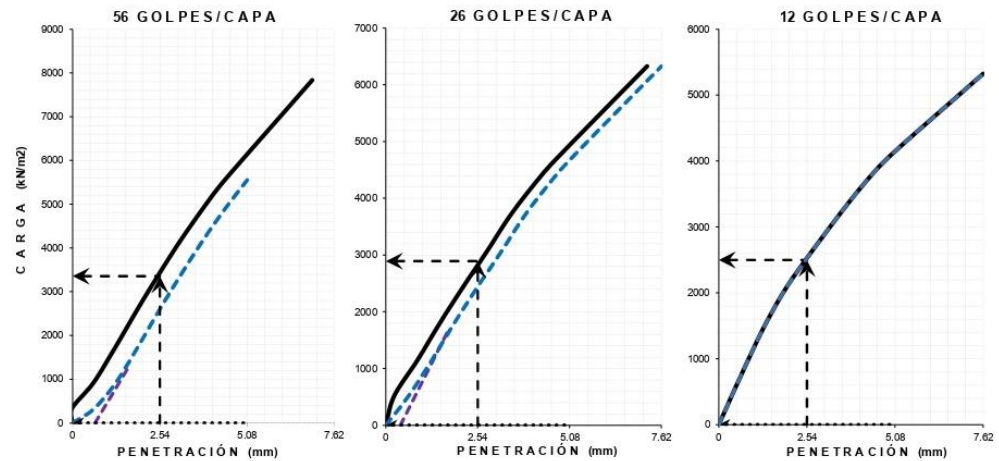 56 GOLPES/CAPA
CARGA (kN/m2)
9000
8000
7000
6000
5000
4000
3000
2000
1000
0
0 2.54 5.08 7.62
PENETRACIÓN (mm)
26 GOLPES/CAPA
7000
6000
5000
4000
3000
2000
1000
0
0 2.54 5.08 7.62
PENETRACIÓN (mm)
12 GOLPES/CAPA
6000
5000
4000
3000
2000
1000
0
0 2.54 5.08 7.62
PENETRACIÓN (mm)